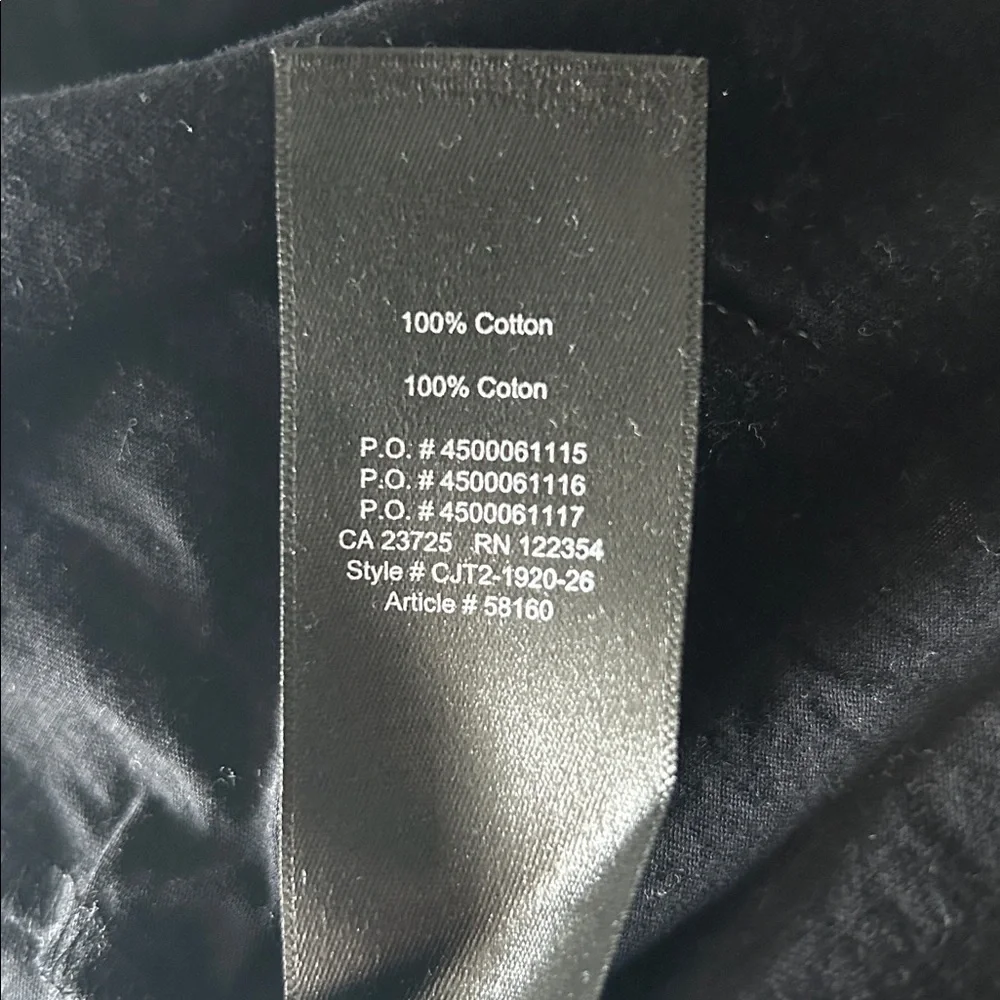 100% Cotton
100% Coton
P.O. # 4500061115
P.O. # 4500061116
P.O. # 4500061117
CA 23725 RN 122354
Style # CJT2-1920-26
Article # 58160